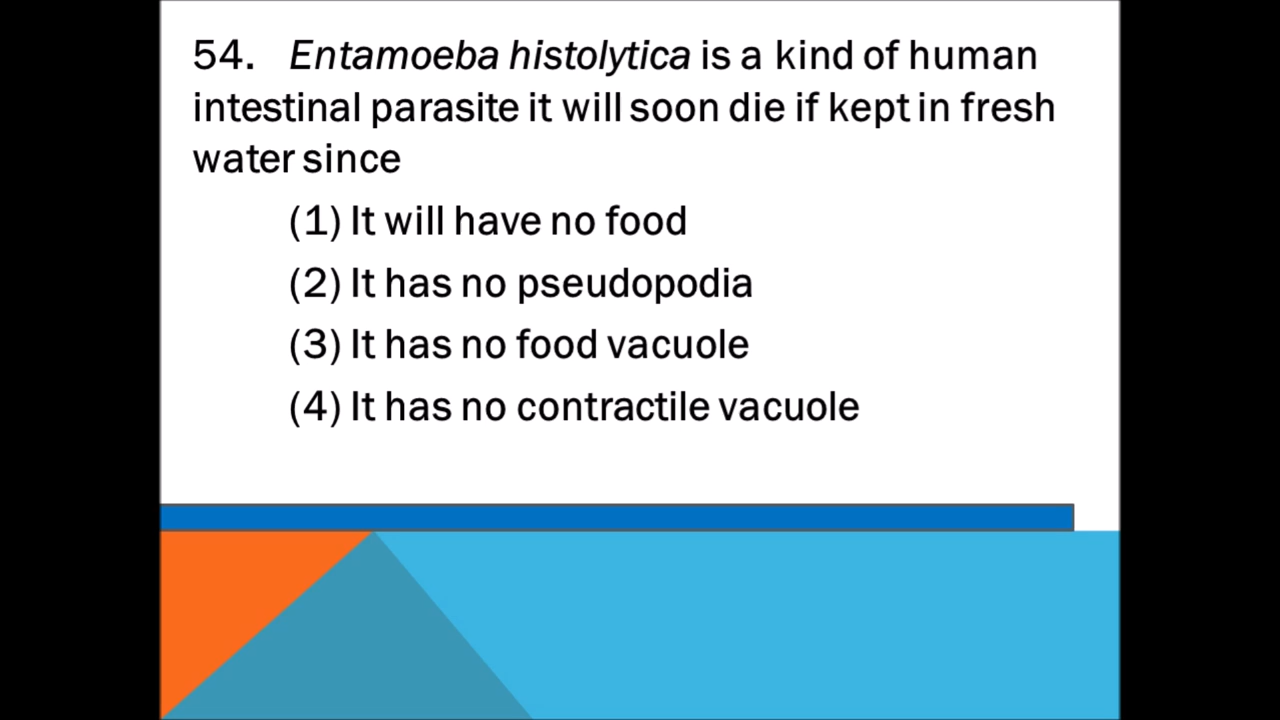 54. Entamoeba histolytica is a kind of human
intestinal parasite it will soon die if kept in fresh
water since
(1) It will have no food
(2) It has no pseudopodia
(3) It has no food vacuole
(4) It has no contractile vacuole